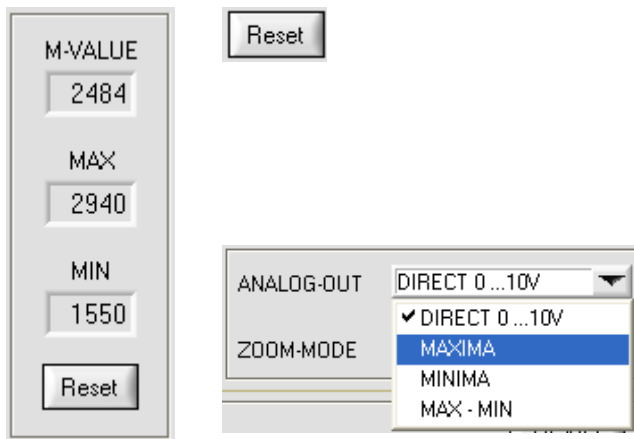 M-VALUE
2484
MAX
2940
MIN
1550
Reset
Reset
ANALOG-OUT DIRECT 0 ...10V
✔ DIRECT 0 ...10V
ZOOM-MODE MAXIMA
MINIMA
MAX - MIN